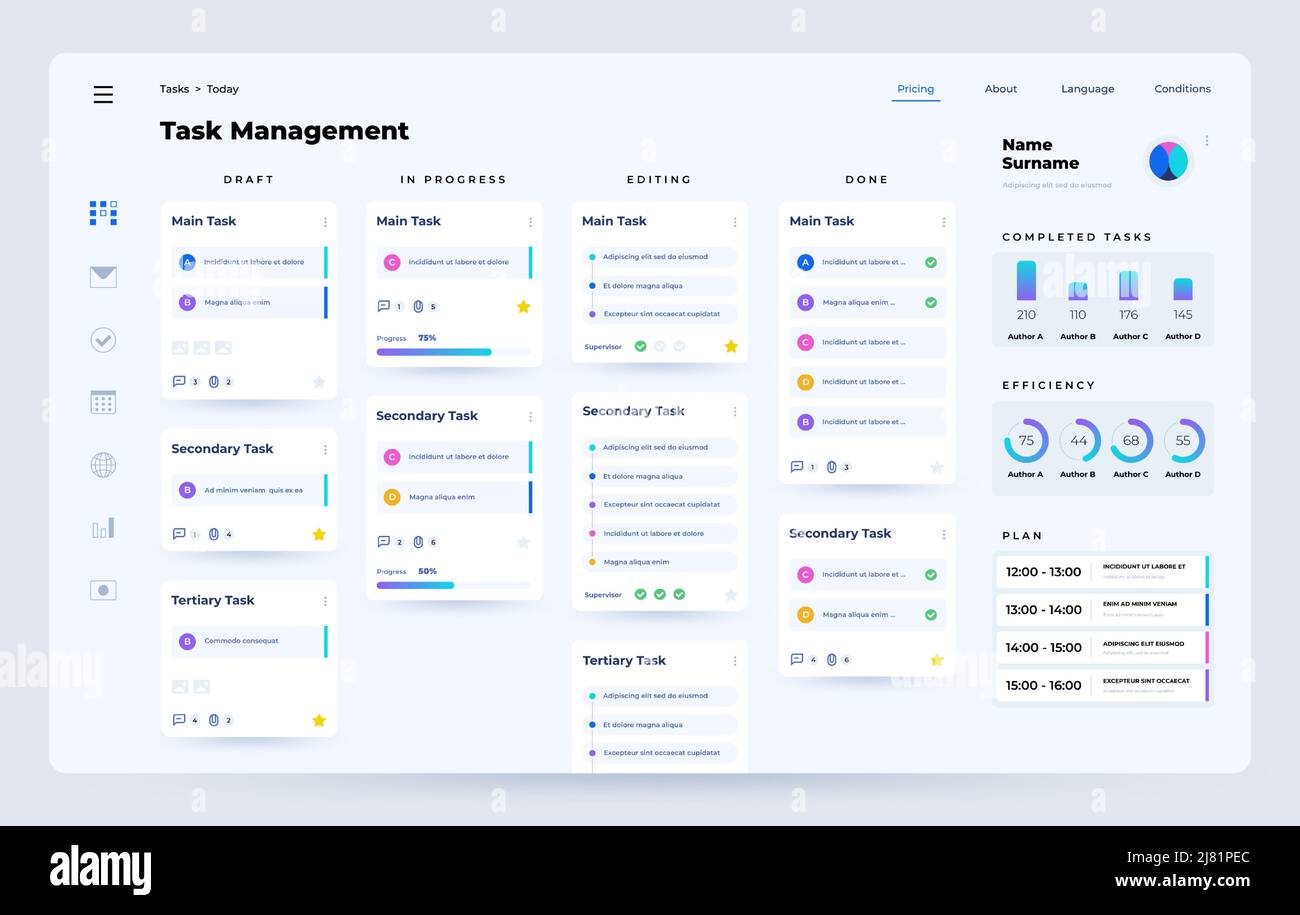 Tasks > Today
Pricing
About
Language
Conditions
Task Management
Name
Surname
Adipiscing elit sed do eiusmod
DRAFT
Main Task
A Incididunt ut labore et dolore
B Magna aliqua enim
3 2
Secondary Task
B Ad minim veniam quis ex ea
1 4
Tertiary Task
B Commodo consequat
4 2
IN PROGRESS
Main Task
C Incididunt ut labore et dolore
1 5
Progress 75%
Secondary Task
C Incididunt ut labore et dolore
D Magna aliqua enim
2 6
Progress 50%
EDITING
Main Task
Adipiscing elit sed do eiusmod
Et dolore magna aliqua
Excepteur sint occaecat cupidatat
Supervisor
Secondary Task
Adipiscing elit sed do eiusmod
Et dolore magna aliqua
Excepteur sint occaecat cupidatat
Incididunt ut labore et dolore
Magna aliqua enim
Supervisor
Tertiary Task
Adipiscing elit sed do eiusmod
Et dolore magna aliqua
Excepteur sint occaecat cupidatat
DONE
Main Task
A Incididunt ut labore et ...
B Magna aliqua enim ...
C Incididunt ut labore et ...
D Incididunt ut labore et ...
B Incididunt ut labore et ...
1 3
Secondary Task
C Incididunt ut labore et ...
D Magna aliqua enim ...
4 6
COMPLETED TASKS
210 110 176 145
Author A Author B Author C Author D
EFFICIENCY
75 44 68 55
Author A Author B Author C Author D
PLAN
12:00 - 13:00
INCIDIDUNT UT LABORE ET
13:00 - 14:00
ENIM AD MINIM VENIAM
14:00 - 15:00
ADIPISCING ELIT EIUSMOD
15:00 - 16:00
EXCEPTEUR SINT OCCAECAT
alamy
Image ID: 2J81PEC
www.alamy.com